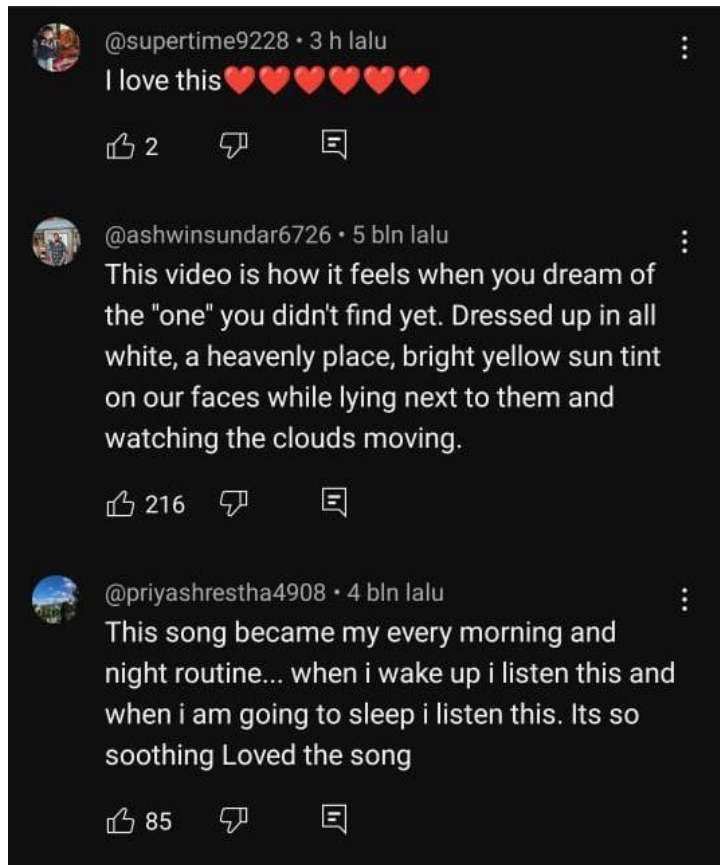 @supertime9228 • 3 h lalu
I love this❤️❤️❤️❤️❤️❤️
2
@ashwinsundar6726 • 5 bln lalu
This video is how it feels when you dream of
the "one" you didn't find yet. Dressed up in all
white, a heavenly place, bright yellow sun tint
on our faces while lying next to them and
watching the clouds moving.
216
@priyashrestha4908 • 4 bln lalu
This song became my every morning and
night routine... when i wake up i listen this and
when i am going to sleep i listen this. Its so
soothing Loved the song
85